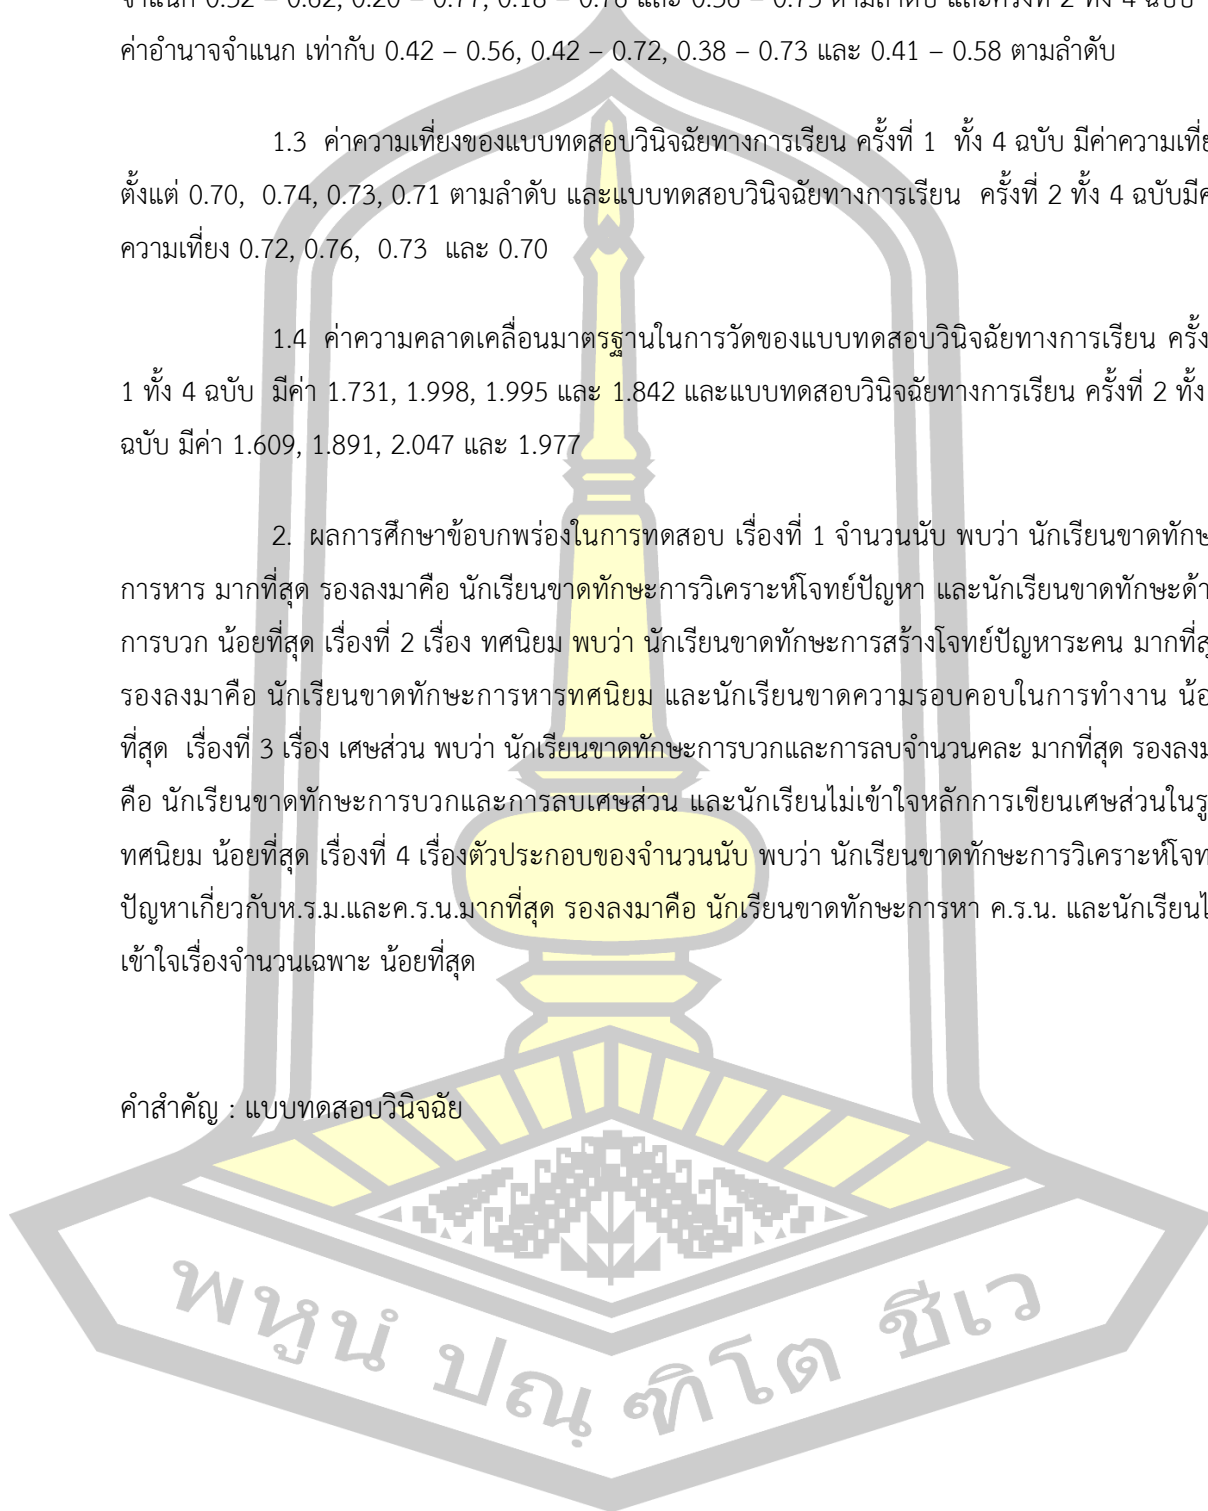 ค่าอำนาจจำแนก เท่ากับ 0.42 – 0.56, 0.42 – 0.72, 0.38 – 0.73 และ 0.41 – 0.58 ตามลำดับ
1.3 ค่าความเที่ยงของแบบทดสอบวินิจฉัยทางการเรียน ครั้งที่ 1 ทั้ง 4 ฉบับ มีค่าความเที่ย
ตั้งแต่ 0.70, 0.74, 0.73, 0.71 ตามลำดับ และแบบทดสอบวินิจฉัยทางการเรียน ครั้งที่ 2 ทั้ง 4 ฉบับมีค
ความเที่ยง 0.72, 0.76, 0.73 และ 0.70
1.4 ค่าความคลาดเคลื่อนมาตรฐานในการวัดของแบบทดสอบวินิจฉัยทางการเรียน ครั้ง
1 ทั้ง 4 ฉบับ มีค่า 1.731, 1.998, 1.995 และ 1.842 และแบบทดสอบวินิจฉัยทางการเรียน ครั้งที่ 2 ทั้ง
ฉบับ มีค่า 1.609, 1.891, 2.047 และ 1.977
2. ผลการศึกษาข้อบกพร่องในการทดสอบ เรื่องที่ 1 จำนวนนับ พบว่า นักเรียนขาดทักษ
การหาร มากที่สุด รองลงมาคือ นักเรียนขาดทักษะการวิเคราะห์โจทย์ปัญหา และนักเรียนขาดทักษะด้า
การบวก น้อยที่สุด เรื่องที่ 2 เรื่อง ทศนิยม พบว่า นักเรียนขาดทักษะการสร้างโจทย์ปัญหาระคน มากที่สุ
รองลงมาคือ นักเรียนขาดทักษะการหารทศนิยม และนักเรียนขาดความรอบคอบในการทำงาน น้อ
ที่สุด เรื่องที่ 3 เรื่อง เศษส่วน พบว่า นักเรียนขาดทักษะการบวกและการลบจำนวนคละ มากที่สุด รองลงม
คือ นักเรียนขาดทักษะการบวกและการลบเศษส่วน และนักเรียนไม่เข้าใจหลักการเขียนเศษส่วนในรู
ทศนิยม น้อยที่สุด เรื่องที่ 4 เรื่องตัวประกอบของจำนวนนับ พบว่า นักเรียนขาดทักษะการวิเคราะห์โจท
ปัญหาเกี่ยวกับห.ร.ม.และค.ร.น.มากที่สุด รองลงมาคือ นักเรียนขาดทักษะการหา ค.ร.น. และนักเรียนไ
เข้าใจเรื่องจำนวนเฉพาะ น้อยที่สุด
คำสำคัญ : แบบทดสอบวินิจฉัย
พหูนํ ปณฺฑิโต ชีเว